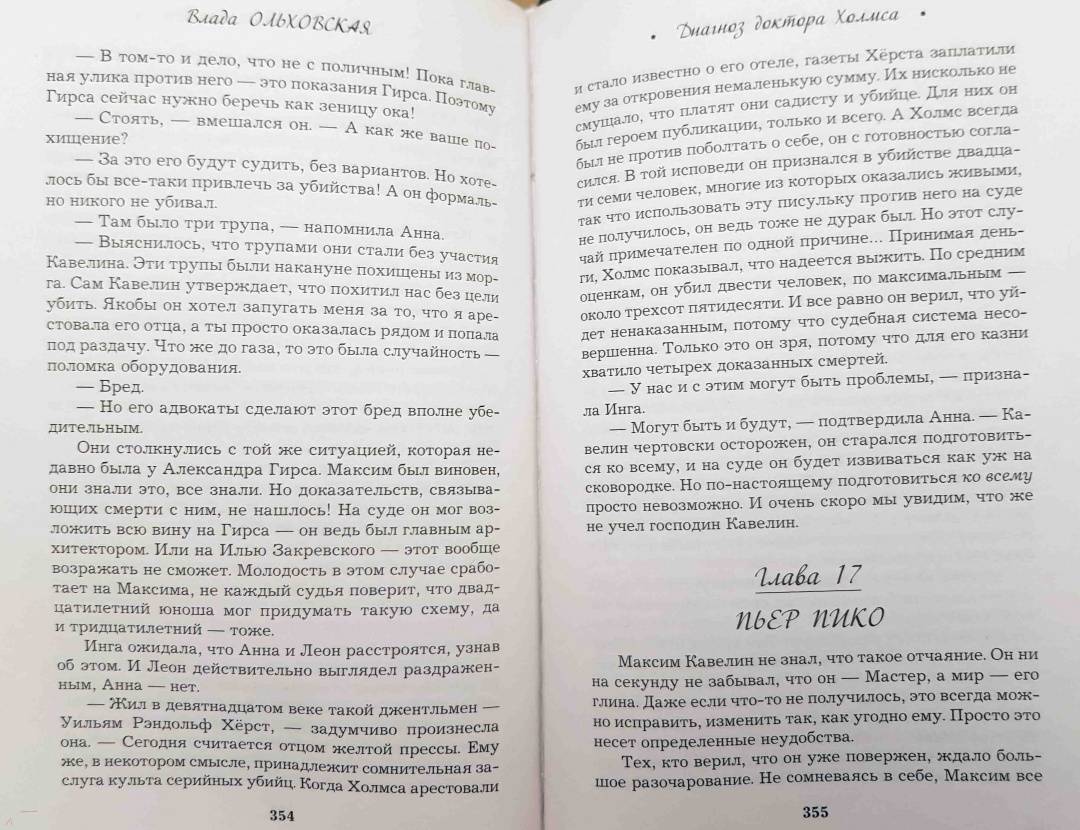 Влада ОЛЬХОВСКАЯ
— В том-то и дело, что не с поличным! Пока глав-
ная улика против него — это показания Гирса. Поэтому
Гирса сейчас нужно беречь как зеницу ока!
— Стоять, — вмешался он. — А как же ваше по-
хищение?
— За это его будут судить, без вариантов. Но хоте-
лось бы все-таки привлечь за убийства! А он формаль-
но никого не убивал.
— Там было три трупа, — напомнила Анна.
— Выяснилось, что трупами они стали без участия
Кавелина. Эти трупы были накануне похищены из мор-
га. Сам Кавелин утверждает, что похитил нас без цели
убить. Якобы он хотел запугать меня за то, что я аре-
стовала его отца, а ты просто оказалась рядом и попала
под раздачу. Что же до газа, то это была случайность —
поломка оборудования.
— Бред.
— Но его адвокаты сделают этот бред вполне убе-
дительным.
Они столкнулись с той же ситуацией, которая не-
давно была у Александра Гирса. Максим был виновен,
они знали это, все знали. Но доказательств, связыва-
ющих смерти с ним, не нашлось! На суде он мог воз-
ложить всю вину на Гирса — он ведь был главным ар-
хитектором. Или на Илью Закревского — этот вообще
возражать не сможет. Молодость в этом случае срабо-
тает на Максима, не каждый судья поверит, что двад-
цатилетний юноша мог придумать такую схему, да
и тридцатилетний — тоже.
Инга ожидала, что Анна и Леон расстроятся, узнав
об этом. И Леон действительно выглядел раздражен-
ным, Анна — нет.
— Жил в девятнадцатом веке такой джентльмен —
Уильям Рэндольф Хёрст, — задумчиво произнесла
она. — Сегодня считается отцом желтой прессы. Ему
же, в некотором смысле, принадлежит сомнительная за-
слуга культа серийных убийц. Когда Холмса арестовали
354
• Диагноз доктора Холмса •
и стало известно о его отеле, газеты Хёрста заплатили
ему за откровения немаленькую сумму. Их нисколько не
смущало, что платят они садисту и убийце. Для них он
был героем публикации, только и всего. А Холмс всегда
был не против поболтать о себе, он с готовностью согла-
сился. В той исповеди он признался в убийстве двадца-
ти семи человек, многие из которых оказались живыми,
так что использовать эту писульку против него на суде
не получилось, он ведь тоже не дурак был. Но этот слу-
чай примечателен по одной причине... Принимая день-
ги, Холмс показывал, что надеется выжить. По средним
оценкам, он убил двести человек, по максимальным —
около трехсот пятидесяти. И все равно он верил, что уй-
дет ненаказанным, потому что судебная система несо-
вершенна. Только это он зря, потому что для его казни
хватило четырех доказанных смертей.
— У нас и с этим могут быть проблемы, — призна-
ла Инга.
— Могут быть и будут, — подтвердила Анна. — Ка-
велин чертовски осторожен, он старался подготовить-
ся ко всему, и на суде он будет извиваться как уж на
сковородке. Но по-настоящему подготовиться ко всему
просто невозможно. И очень скоро мы увидим, что же
не учел господин Кавелин.
Глава 17
ПЬЕР ПИКО
Максим Кавелин не знал, что такое отчаяние. Он ни
на секунду не забывал, что он — Мастер, а мир — его
глина. Даже если что-то не получилось, это всегда мож-
но исправить, изменить так, как угодно ему. Просто это
несет определенные неудобства.
Тех, кто верил, что он уже повержен, ждало боль-
шое разочарование. Не сомневаясь в себе, Максим все
355